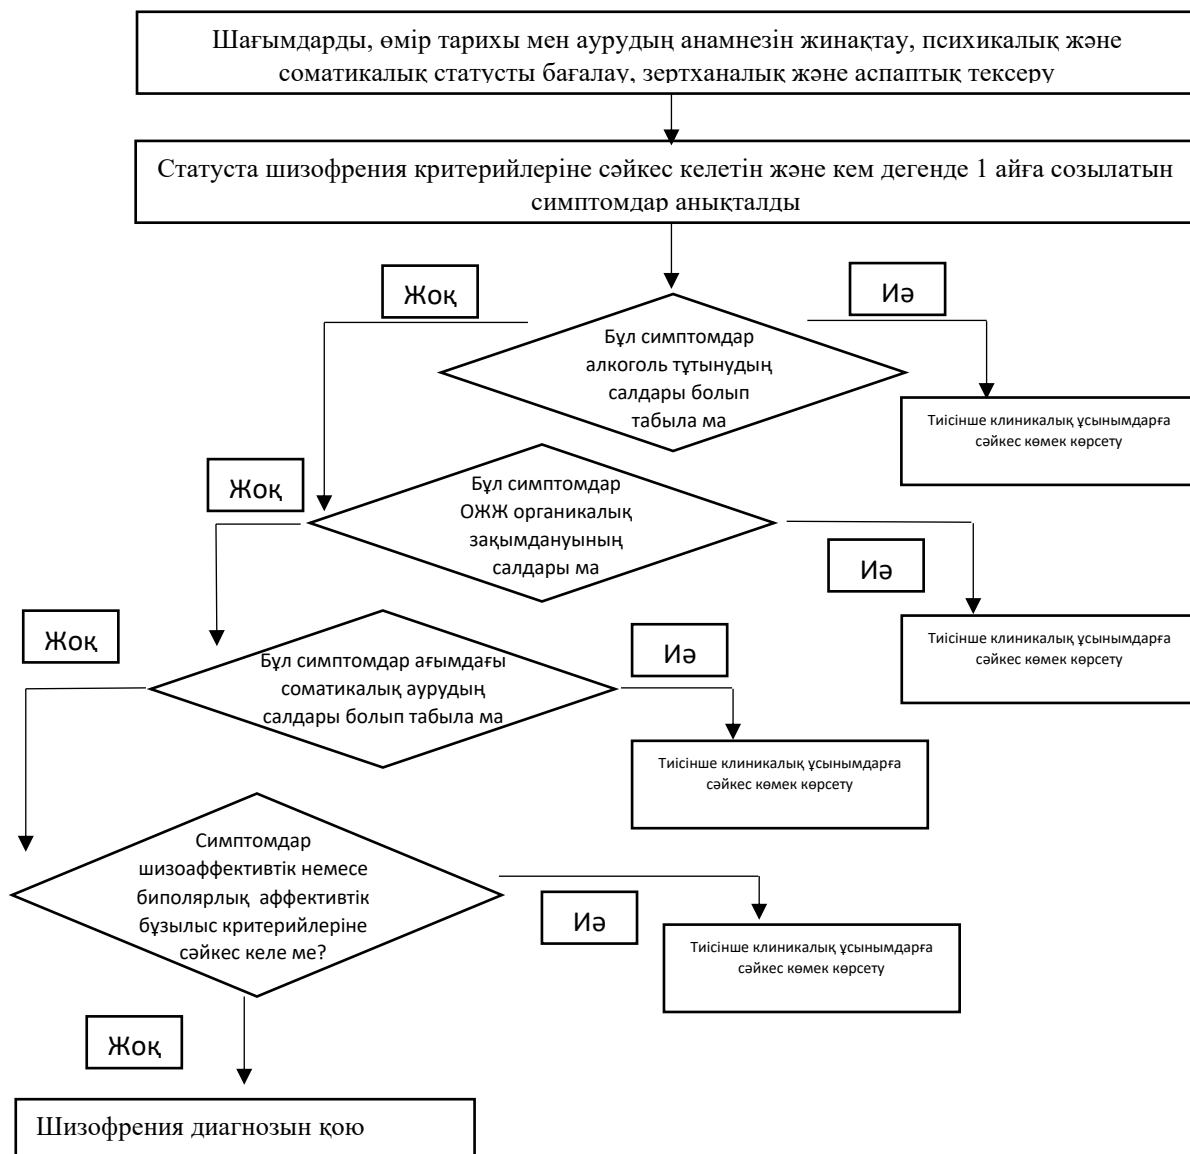 Шағымдарды, өмір тарихы мен аурудың анамнезін жинақтау, психикалық және
соматикалық статусты бағалау, зертханалық және аспаптық тексеру
Статуста шизофрения критерийлеріне сәйкес келетін және кем дегенде 1 айға созылатын
симптомдар анықталды
Жоқ
Иә
Бұл симптомдар
алкоголь тұтынудың
салдары болып
табыла ма
Тиісінше клиникалық ұсынымдарға
сәйкес көмек көрсету
Жоқ
Бұл симптомдар
ОЖЖ органикалық
зақымдануының
салдары ма
Иә
Тиісінше клиникалық ұсынымдарға
сәйкес көмек көрсету
Жоқ
Бұл симптомдар ағымдағы
соматикалық аурудың
салдары болып табыла ма
Иә
Тиісінше клиникалық ұсынымдарға
сәйкес көмек көрсету
Симптомдар
шизоаффективтік немесе
биполярлық аффективтік
бұзылыс критерийлеріне
сәйкес келе ме?
Иә
Тиісінше клиникалық ұсынымдарға
сәйкес көмек көрсету
Жоқ
Шизофрения диагнозын қою